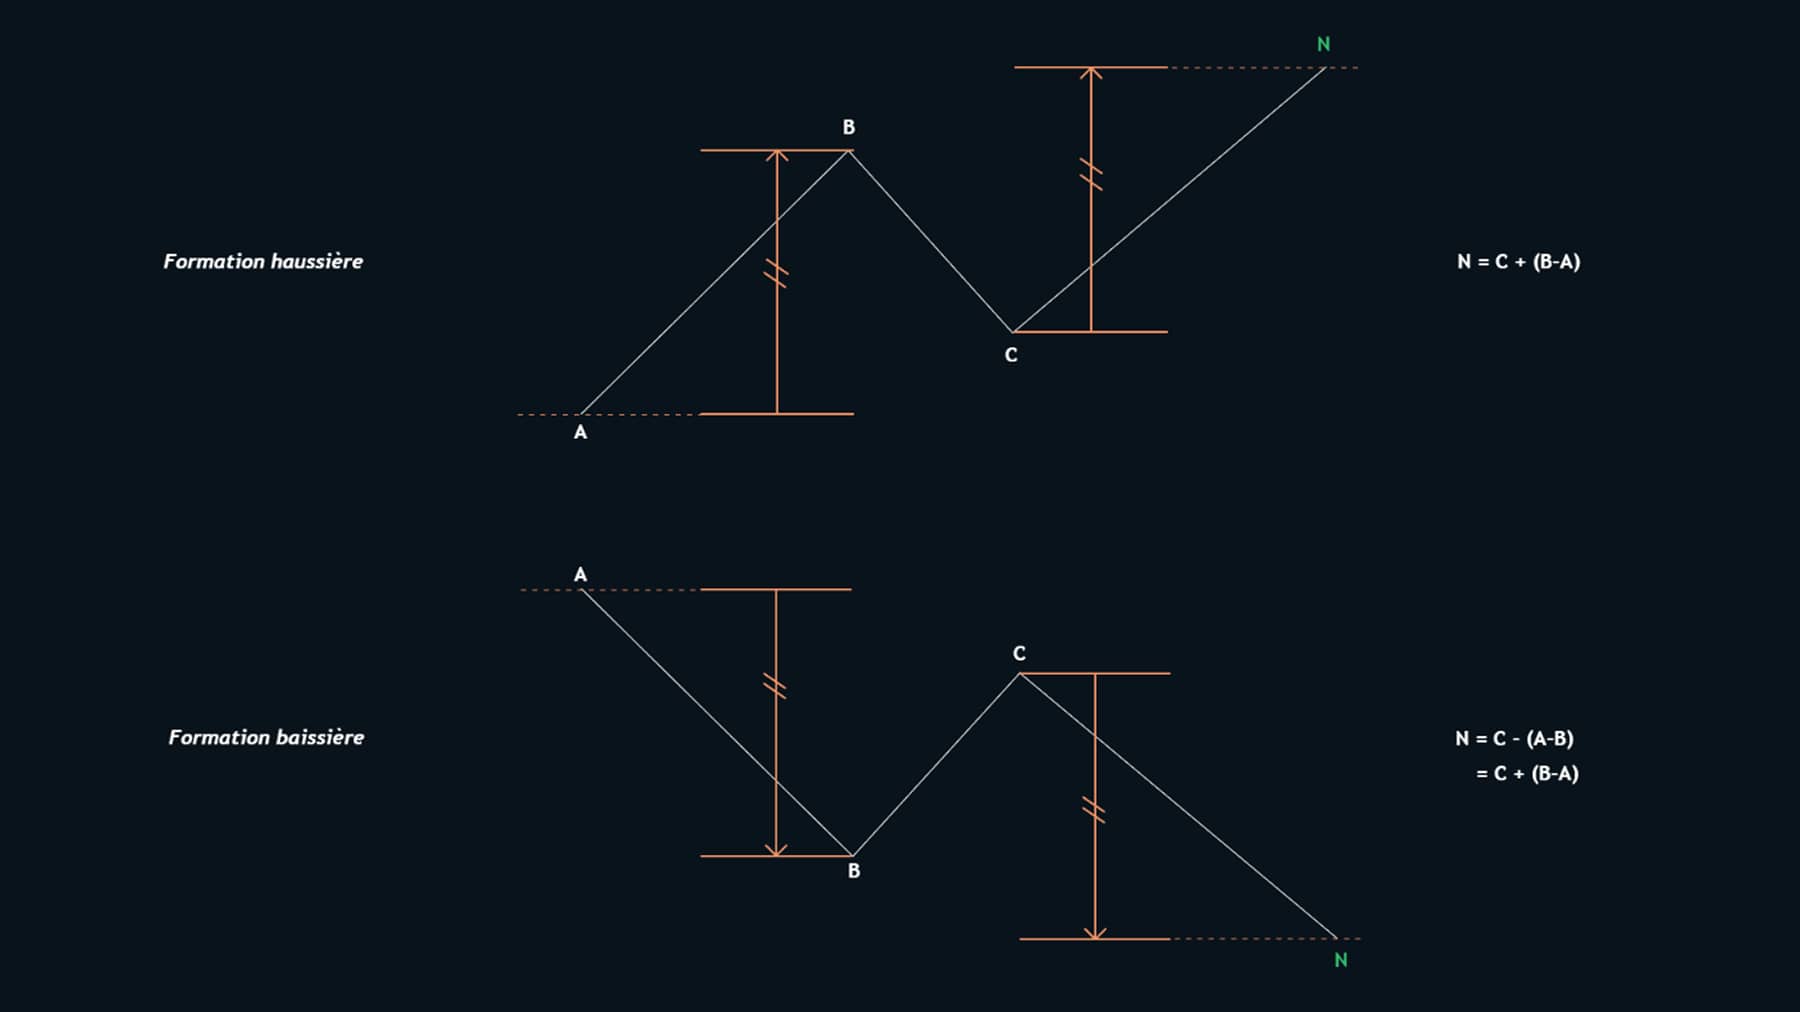 N
B
Formation haussière
N = C + (B-A)
C
A
A
C
Formation baissière
N = C - (A-B)
= C + (B-A)
B
N